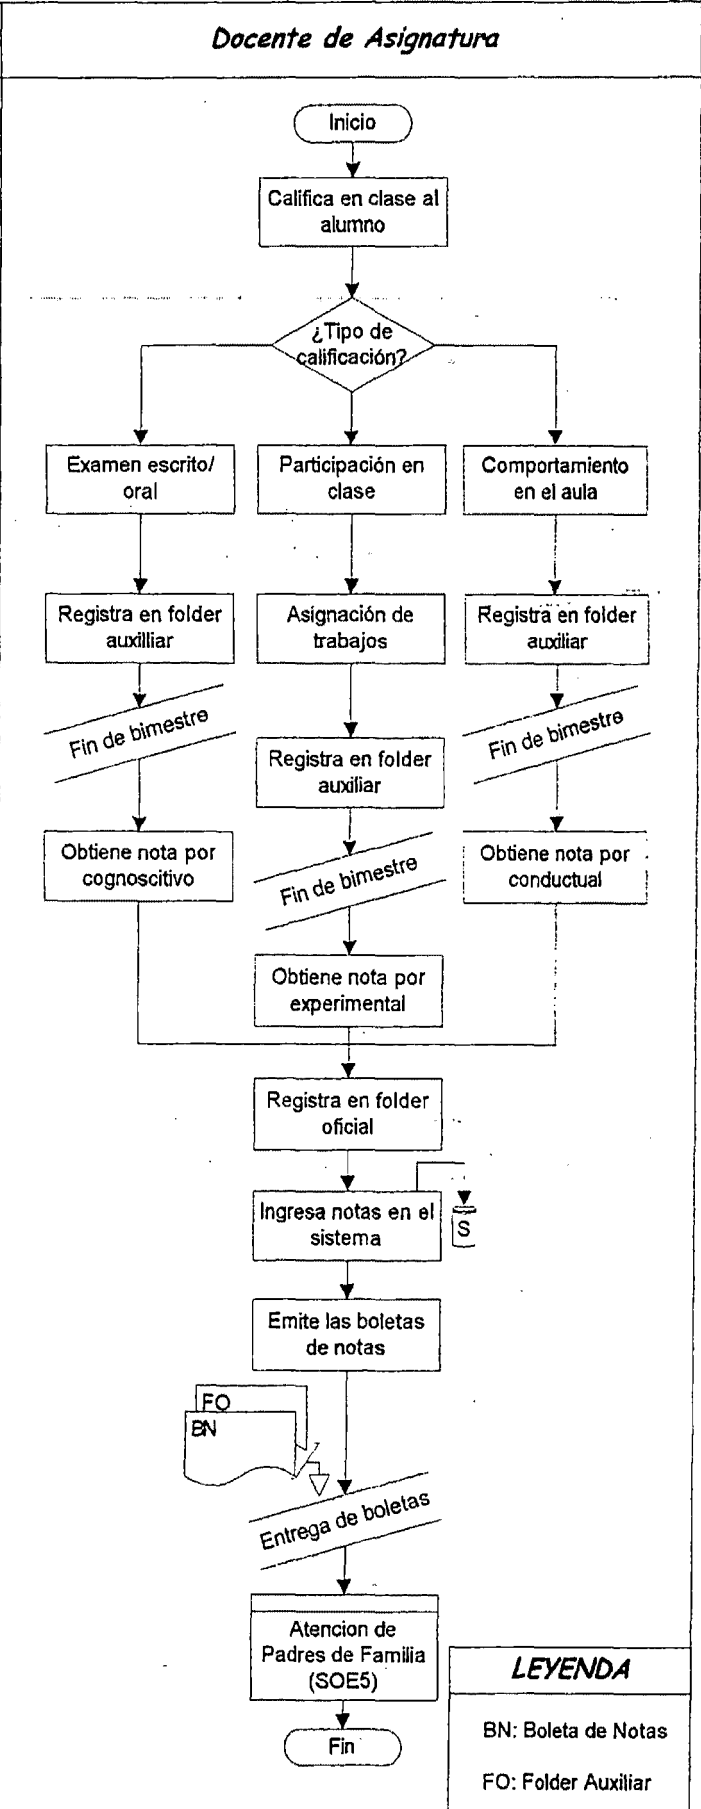 Docente de Asignatura
Inicio
Califica en clase al
alumno
¿Tipo de
calificación?
Examen escrito/
oral
Participación en
clase
Comportamiento
en el aula
Registra en folder
auxilliar
Asignación de
trabajos
Registra en folder
auxiliar
Fin de bimestre
Registra en folder
auxiliar
Fin de bimestre
Obtiene nota por
cognoscitivo
Fin de bimestre
Obtiene nota por
conductual
Obtiene nota por
experimental
Registra en folder
oficial
Ingresa notas en el
sistema
S
Emite las boletas
de notas
FO
BN
Entrega de boletas
Atencion de
Padres de Familia
(SOE5)
Fin
LEYENDA
BN: Boleta de Notas
FO: Folder Auxiliar